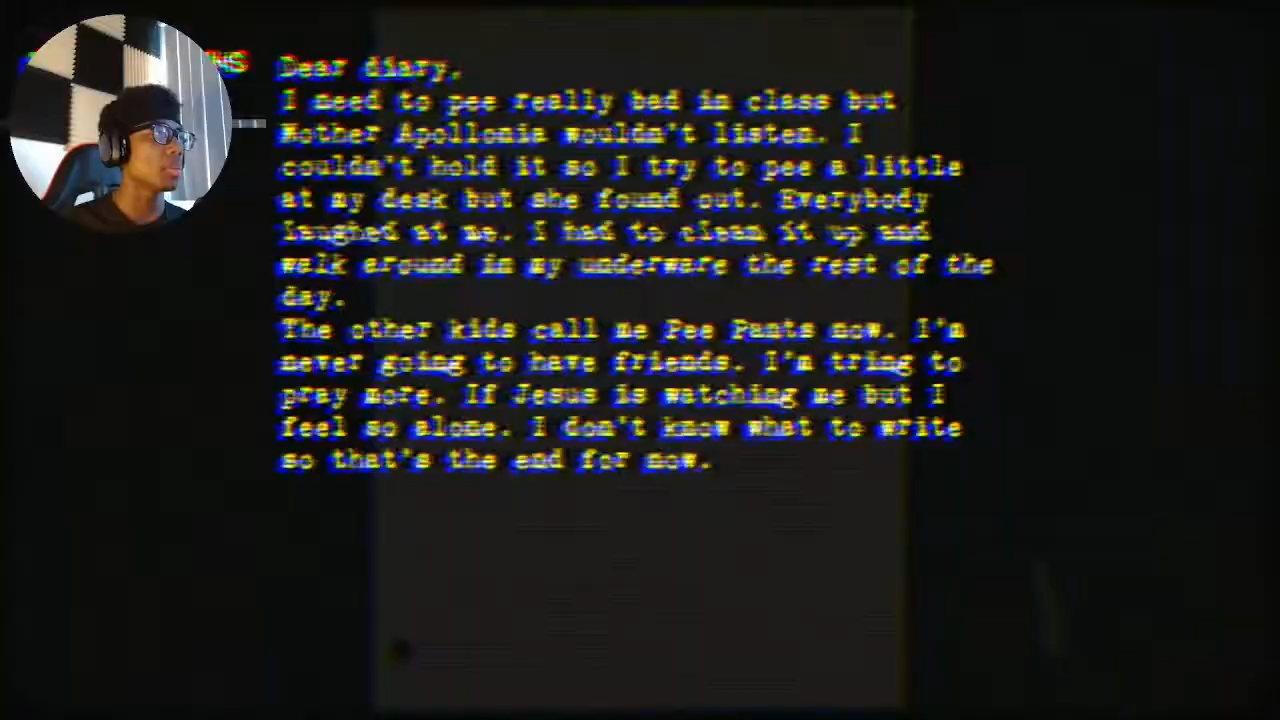 Dear diary.
I need to pee really bad in class but
Mother Apollonia wouldn't listen. I
couldn't hold it so I try to pee a little
at my desk but she found out. Everybody
laughed at me. i had to clean it up and
walk around in my underware the rest of the
day.
The other kids call me Pee Pants now. I'm
never going to have friends. I'm tring to
pray more. If Jesus is watching me but I
feel so alone. I don't know what to write
so that's the end for now.